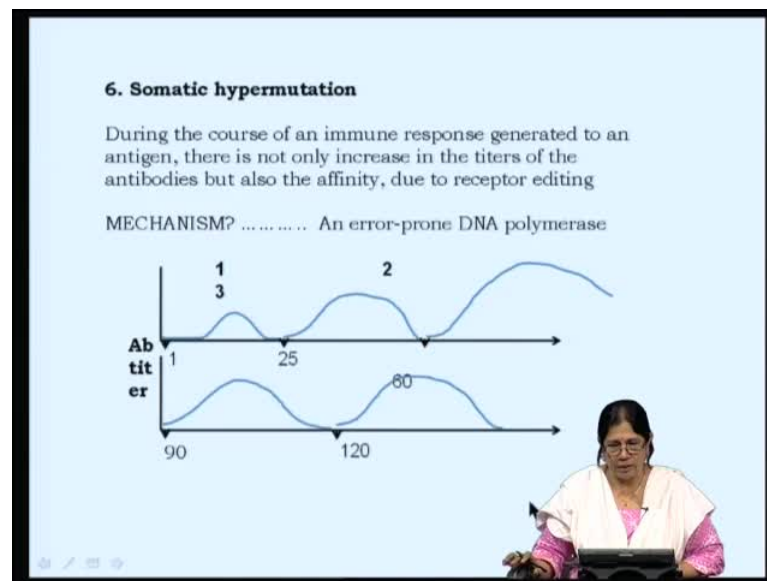 6. Somatic hypermutation
During the course of an immune response generated to an
antigen, there is not only increase in the titers of the
antibodies but also the affinity, due to receptor editing
MECHANISM? ... ... ... .. An error-prone DNA polymerase
1 2
3
Ab
tit
er
1 25
60
90 120